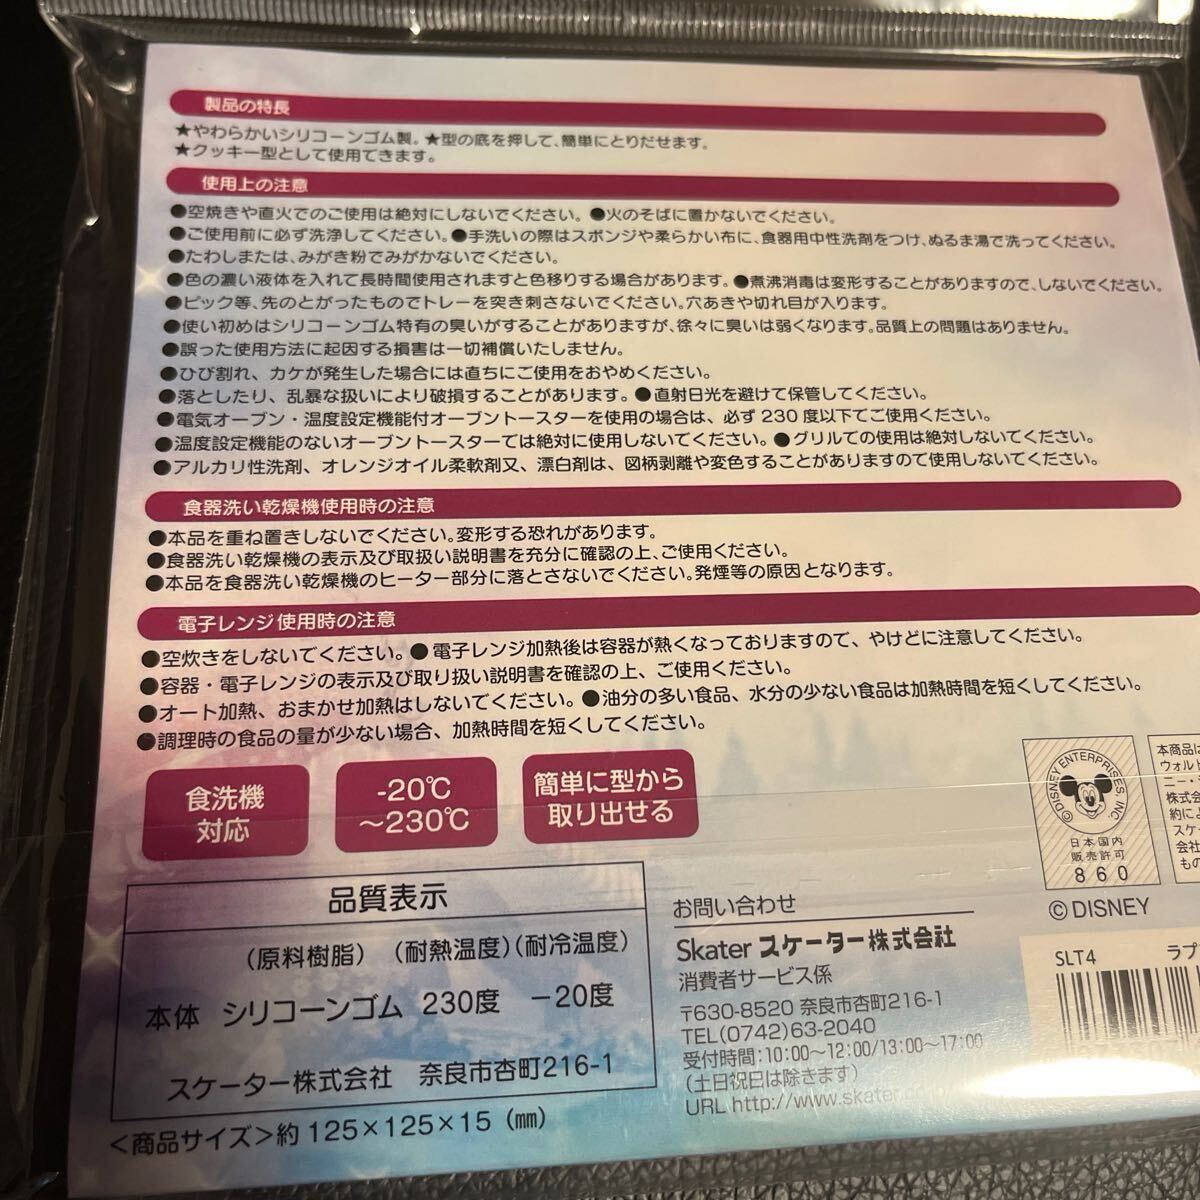 製品の特長
★やわらかいシリコーンゴム製。★型の底を押して、簡単にとりだせます。
★クッキー型として使用できます。
使用上の注意
●空焼きや直火でのご使用は絶対にしないでください。●火のそばに置かないでください。
●ご使用前に必ず洗浄してください。●手洗いの際はスポンジや柔らかい布に、食器用中性洗剤をつけ、ぬるま湯で洗ってください。
●たわしまたは、みがき粉でみがかないでください。
●色の濃い液体を入れて長時間使用されますと色移りする場合があります。●煮沸消毒は変形することがありますので、しないでください。
●ピック等、先のとがったものでトレーを突き刺さないでください。穴あきや切れ目が入ります。
●使い初めはシリコーンゴム特有の臭いがすることがありますが、徐々に臭いは弱くなります。品質上の問題はありません。
●誤った使用方法に起因する損害は一切補償いたしません。
●ひび割れ、カケが発生した場合には直ちにご使用をおやめください。
●落としたり、乱暴な扱いにより破損することがあります。●直射日光を避けて保管してください。
●電気オーブン・温度設定機能付オーブントースターを使用の場合は、必ず230度以下でご使用ください。
●温度設定機能のないオーブントースターでは絶対に使用しないでください。●グリルでの使用は絶対しないでください。
●アルカリ性洗剤、オレンジオイル柔軟剤又、漂白剤は、図柄剥離や変色することがありますので使用しないでください。
食器洗い乾燥機使用時の注意
●本品を重ね置きしないでください。変形する恐れがあります。
●食器洗い乾燥機の表示及び取扱い説明書を充分に確認の上、ご使用ください。
●本品を食器洗い乾燥機のヒーター部分に落とさないでください。発煙等の原因となります。
電子レンジ使用時の注意
●空炊きをしないでください。●電子レンジ加熱後は容器が熱くなっておりますので、やけどに注意してください。
●容器・電子レンジの表示及び取り扱い説明書を確認の上、ご使用ください。
●オート加熱、おまかせ加熱はしないでください。●油分の多い食品、水分の少ない食品は加熱時間を短くしてください。
●調理時の食品の量が少ない場合、加熱時間を短くしてください。
食洗機
対応
-20℃
～230℃
簡単に型から
取り出せる
©DISNEY ENTERPRISES, INC
日本国内
販売許可
860
©DISNEY
本商品は
ウォルト
ニー・
株式会
約によ
スケ
会社
もの
品質表示
（原料樹脂）（耐熱温度）（耐冷温度）
本体 シリコーンゴム 230度 －20度
スケーター株式会社 奈良市杏町216-1
＜商品サイズ＞約125×125×15（㎜）
お問い合わせ
Skater スケーター株式会社
消費者サービス係
〒630-8520 奈良市杏町216-1
TEL(0742)63-2040
受付時間:10:00～12:00/13:00～17:00
(土日祝日は除きます)
URL http://www.skater.
SLT4 ラプ